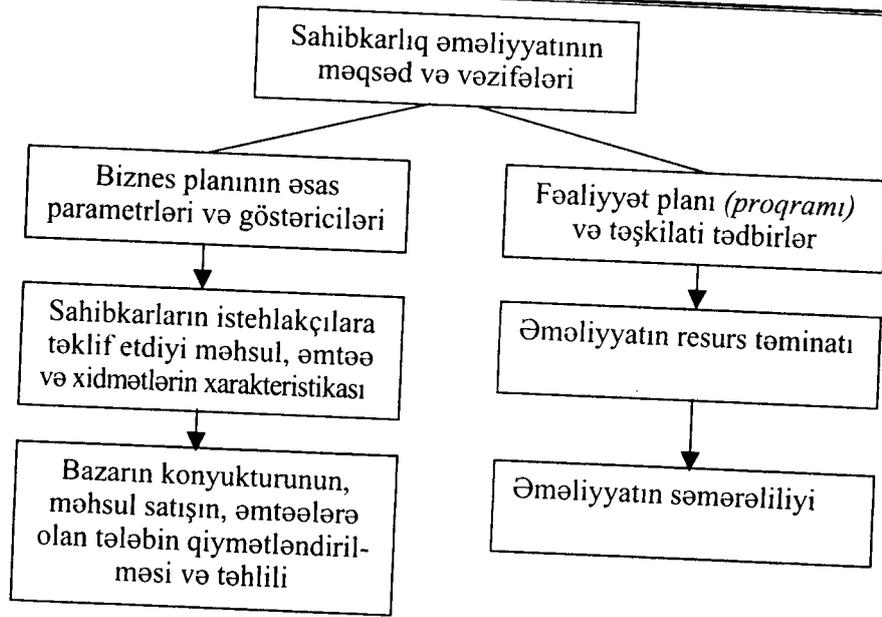 Sahibkarlıq əməliyyatının
məqsəd və vəzifələri
Biznes planının əsas
parametrləri və göstəriciləri
Sahibkarların istehlakçılara
təklif etdiyi məhsul, əmtəə
və xidmətlərin xarakteristikası
Bazarın konyukturunun,
məhsul satışın, əmtəələrə
olan tələbin qiymətləndiril-
məsi və təhlili
Fəaliyyət planı (proqramı)
və təşkilati tədbirlər
Əməliyyatın resurs təminatı
Əməliyyatın səmərəliliyi